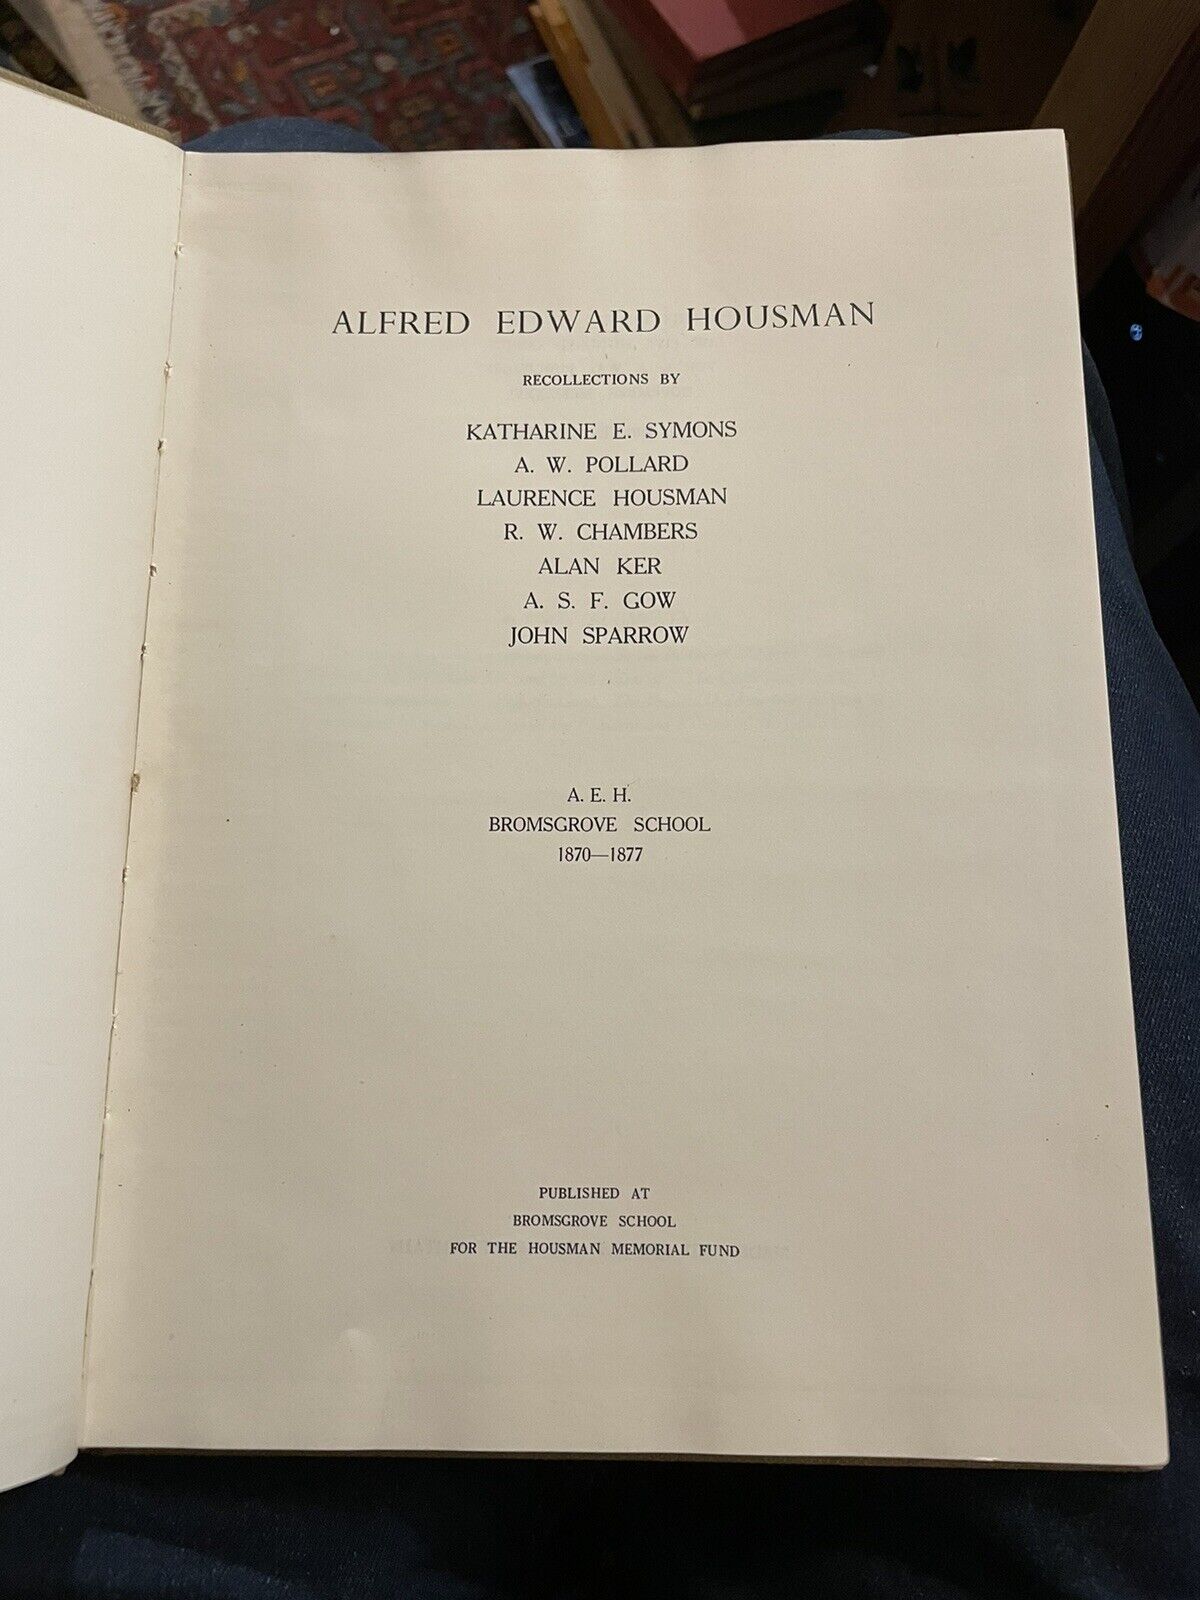 ALFRED EDWARD HOUSMAN
RECOLLECTIONS BY
KATHARINE E. SYMONS
A. W. POLLARD
LAURENCE HOUSMAN
R. W. CHAMBERS
ALAN KER
A. S. F. GOW
JOHN SPARROW
A. E. H.
BROMSGROVE SCHOOL
1870—1877
PUBLISHED AT
BROMSGROVE SCHOOL
FOR THE HOUSMAN MEMORIAL FUND